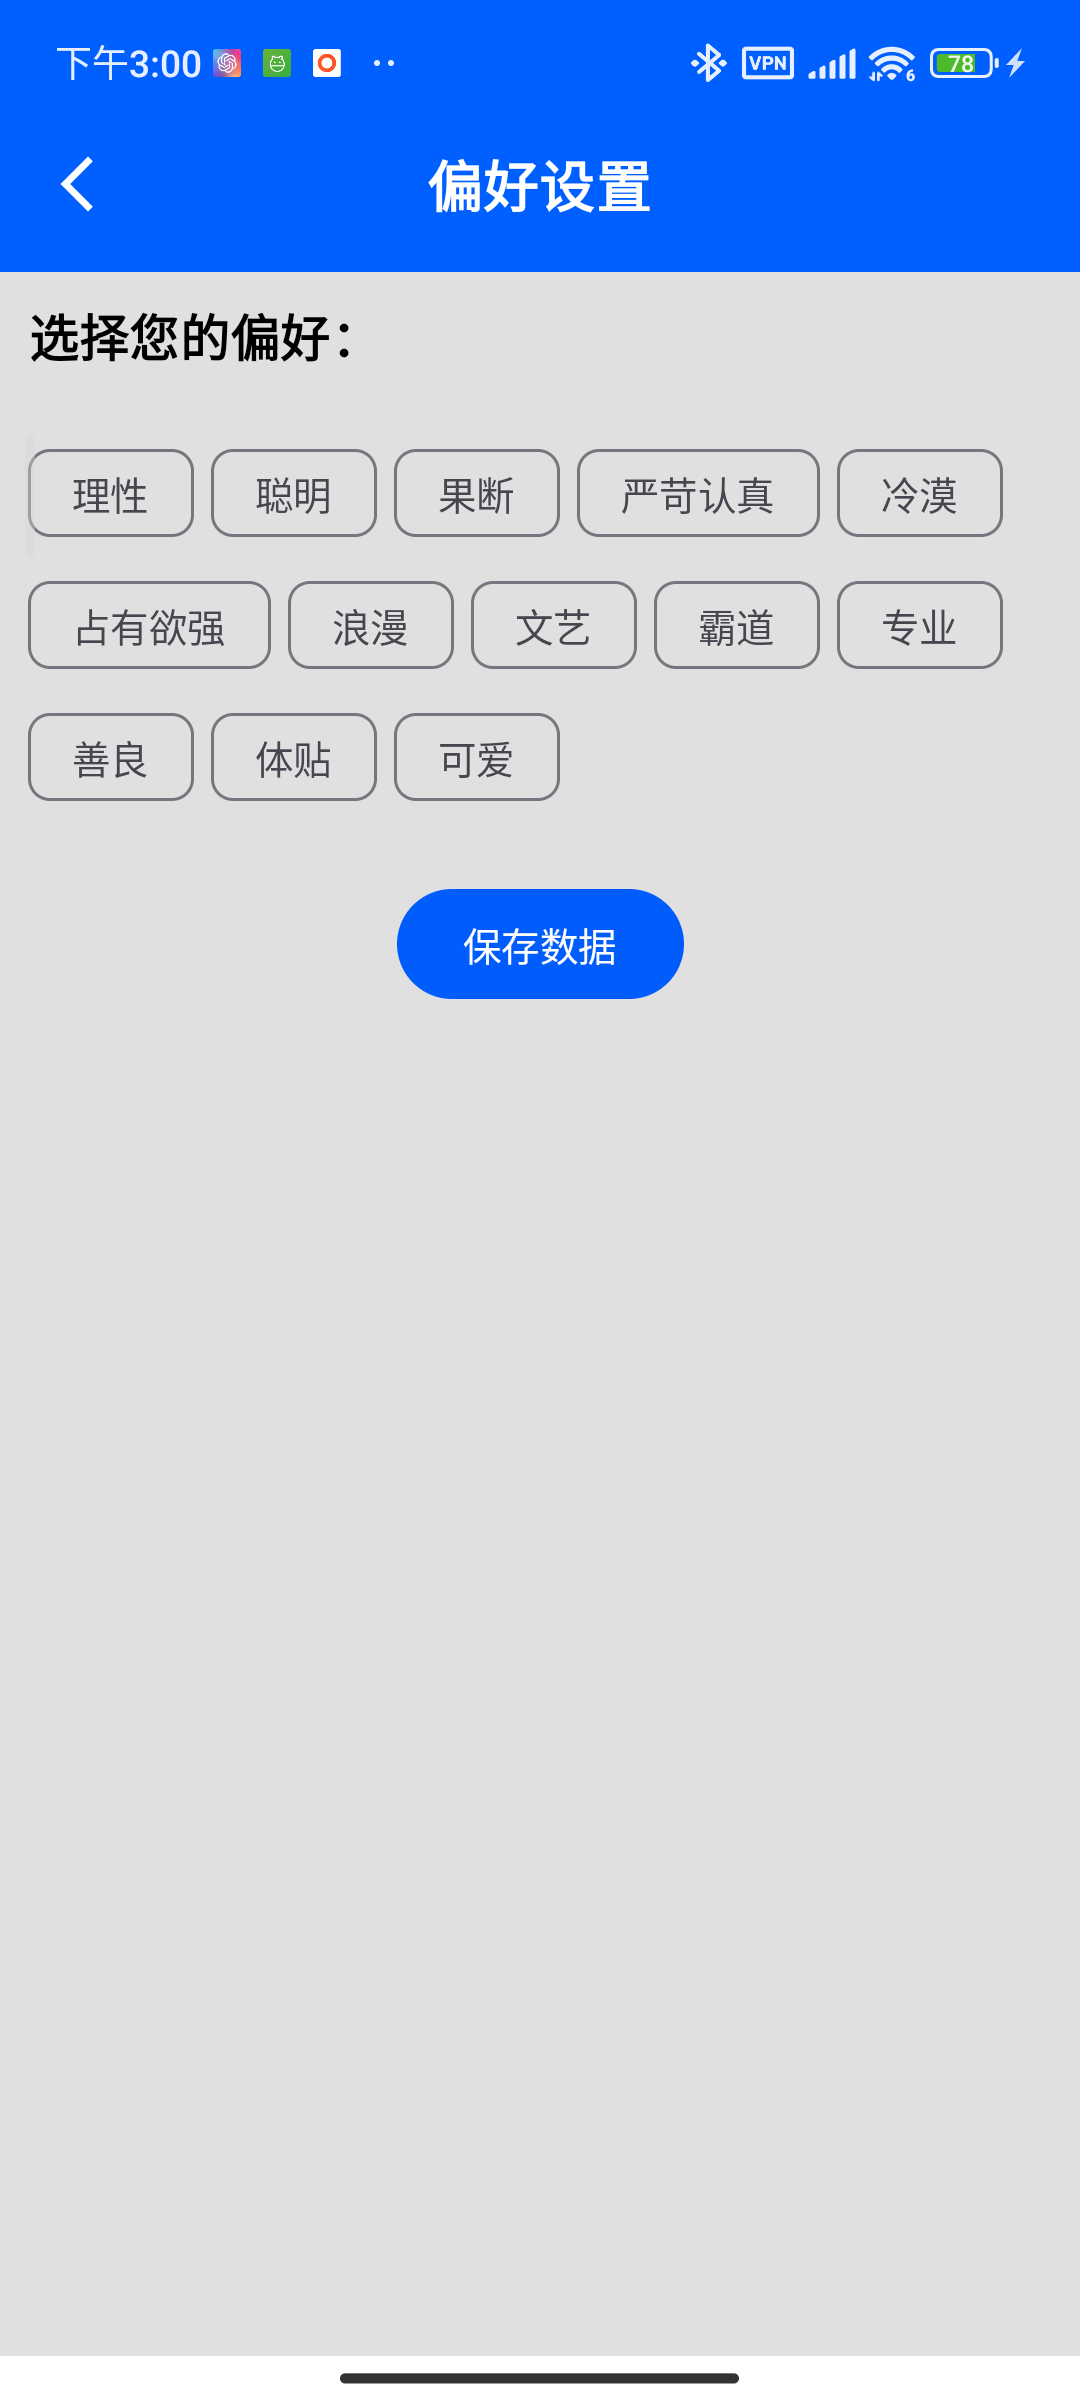 下午3:00 VPN 6 78
偏好设置
选择您的偏好：
理性 聪明 果断 严苛认真 冷漠
占有欲强 浪漫 文艺 霸道 专业
善良 体贴 可爱
保存数据